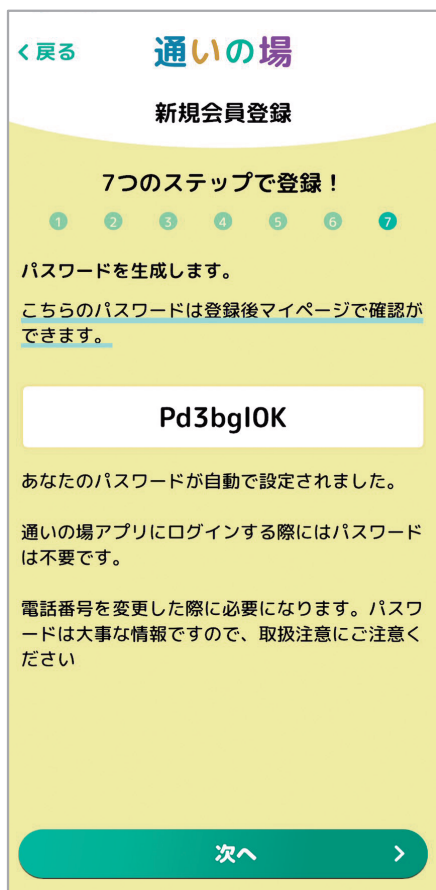 戻る
通いの場
新規会員登録
7つのステップで登録！
1 2 3 4 5 6 7
パスワードを生成します。
こちらのパスワードは登録後マイページで確認が
できます。
Pd3bglOK
あなたのパスワードが自動で設定されました。
通いの場アプリにログインする際にはパスワード
は不要です。
電話番号を変更した際に必要になります。パスワ
ードは大事な情報ですので、取扱注意にご注意く
ださい
次へ